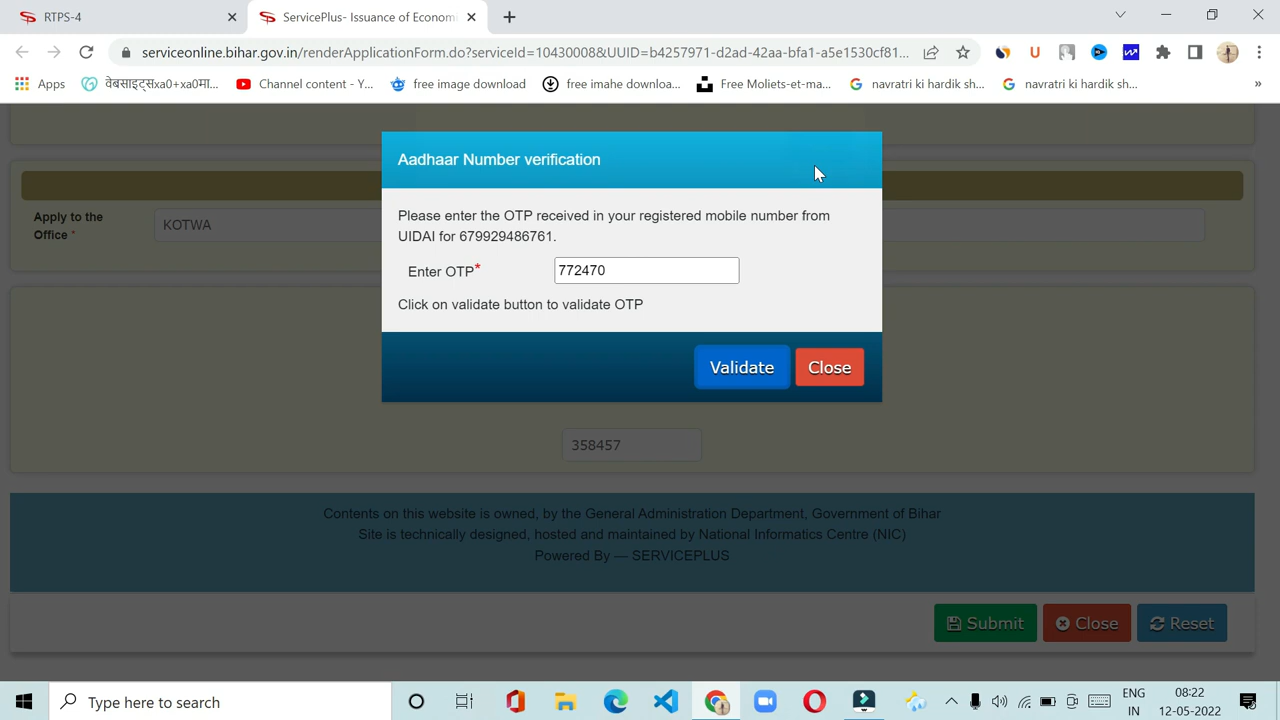 RTPS-4
ServicePlus- Issuance of Economi
serviceonline.bihar.gov.in/renderApplicationForm.do?serviceId=10430008&UUID=b4257971-d2ad-42aa-bfa1-a5e1530cf81...
Apps
वेबसाइट्सxa0+xa0मा...
Channel content - Y...
free image download
free imahe downloa...
Free Moliets-et-ma...
navratri ki hardik sh...
navratri ki hardik sh...
»
Aadhaar Number verification
Please enter the OTP received in your registered mobile number from
UIDAI for 679929486761.
Enter OTP*
772470
Click on validate button to validate OTP
Validate
Close
Apply to the
Office *
KOTWA
358457
Contents on this website is owned, by the General Administration Department, Government of Bihar
Site is technically designed, hosted and maintained by National Informatics Centre (NIC)
Powered By — SERVICEPLUS
Submit
Close
Reset
Type here to search
ENG
IN
08:22
12-05-2022